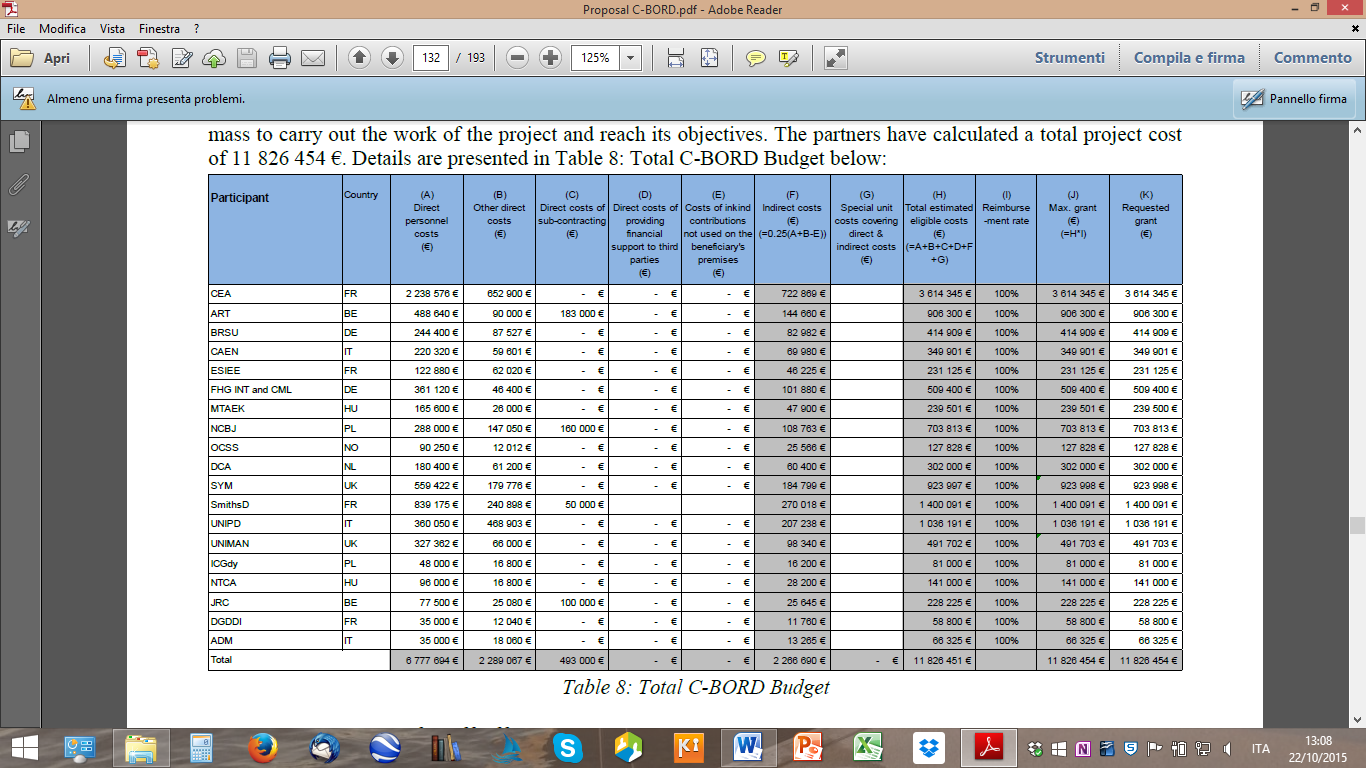 Proposal C-BORD.pdf - Adobe Reader
File Modifica Vista Finestra ?
Apri 132 / 193 125% Strumenti Compila e firma Commento
Almeno una firma presenta problemi. Pannello firma
mass to carry out the work of the project and reach its objectives. The partners have calculated a total project cost
of 11 826 454 €. Details are presented in Table 8: Total C-BORD Budget below:
Participant Country (A) (B) (C) (D) (E) (F) (G) (H) (I) (J) (K)
Direct Other direct Direct costs of Direct costs of Costs of inkind Indirect costs Special unit Total estimated Reimburse Max. grant Requested
personnel costs sub-contracting providing contributions (€) costs covering eligible costs -ment rate (€) grant
costs (€) (€) financial not used on the (=0.25(A+B-E)) direct & (€) (=H*I) (€)
(€) support to third beneficiary's indirect costs (=A+B+C+D+F
parties premises (€) +G)
(€) (€)
CEA FR 2 238 576 € 652 900 € - € - € - € 722 869 € 3 614 345 € 100% 3 614 345 € 3 614 345 €
ART BE 488 640 € 90 000 € 183 000 € - € - € 144 660 € 906 300 € 100% 906 300 € 906 300 €
BRSU DE 244 400 € 87 527 € - € - € - € 82 982 € 414 909 € 100% 414 909 € 414 909 €
CAEN IT 220 320 € 59 601 € - € - € - € 69 980 € 349 901 € 100% 349 901 € 349 901 €
ESIEE FR 122 880 € 62 020 € - € - € - € 46 225 € 231 125 € 100% 231 125 € 231 125 €
FHG INT and CML DE 361 120 € 46 400 € - € - € - € 101 880 € 509 400 € 100% 509 400 € 509 400 €
MTAEK HU 165 600 € 26 000 € - € - € - € 47 900 € 239 501 € 100% 239 501 € 239 500 €
NCBJ PL 288 000 € 147 050 € 160 000 € - € - € 108 763 € 703 813 € 100% 703 813 € 703 813 €
OCSS NO 90 250 € 12 012 € - € - € - € 25 566 € 127 828 € 100% 127 828 € 127 828 €
DCA NL 180 400 € 61 200 € - € - € - € 60 400 € 302 000 € 100% 302 000 € 302 000 €
SYM UK 559 422 € 179 776 € - € - € - € 184 799 € 923 997 € 100% 923 998 € 923 998 €
SmithsD FR 839 175 € 240 898 € 50 000 € 270 018 € 1 400 091 € 100% 1 400 091 € 1 400 091 €
UNIPD IT 360 050 € 468 903 € - € - € - € 207 238 € 1 036 191 € 100% 1 036 191 € 1 036 191 €
UNIMAN UK 327 362 € 66 000 € - € - € - € 98 340 € 491 702 € 100% 491 703 € 491 703 €
ICGdy PL 48 000 € 16 800 € - € - € - € 16 200 € 81 000 € 100% 81 000 € 81 000 €
NTCA HU 96 000 € 16 800 € - € - € - € 28 200 € 141 000 € 100% 141 000 € 141 000 €
JRC BE 77 500 € 25 080 € 100 000 € - € - € 25 645 € 228 225 € 100% 228 225 € 228 225 €
DGDDI FR 35 000 € 12 040 € - € - € - € 11 760 € 58 800 € 100% 58 800 € 58 800 €
ADM IT 35 000 € 18 060 € - € - € - € 13 265 € 66 325 € 100% 66 325 € 66 325 €
Total 6 777 694 € 2 289 067 € 493 000 € - € - € 2 266 690 € - € 11 826 451 € 11 826 454 € 11 826 454 €
Table 8: Total C-BORD Budget
ITA 13:08
22/10/2015